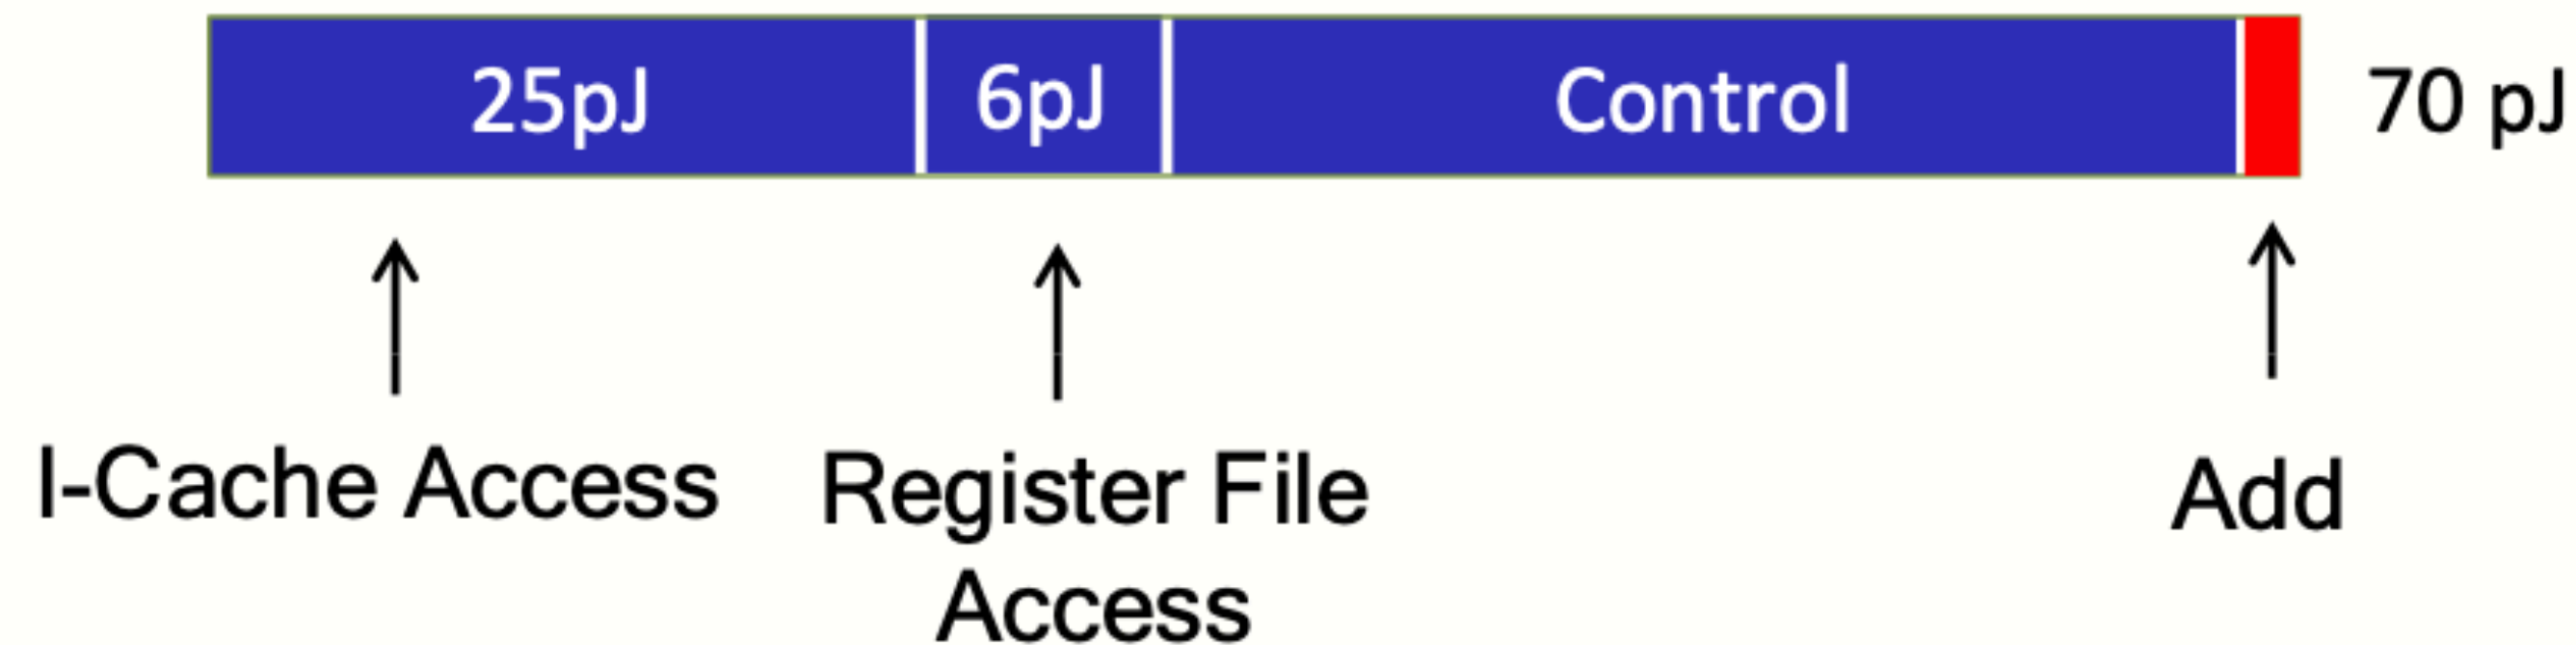 25pJ
6pJ
Control
70 pJ
I-Cache Access
Register File
Access
Add